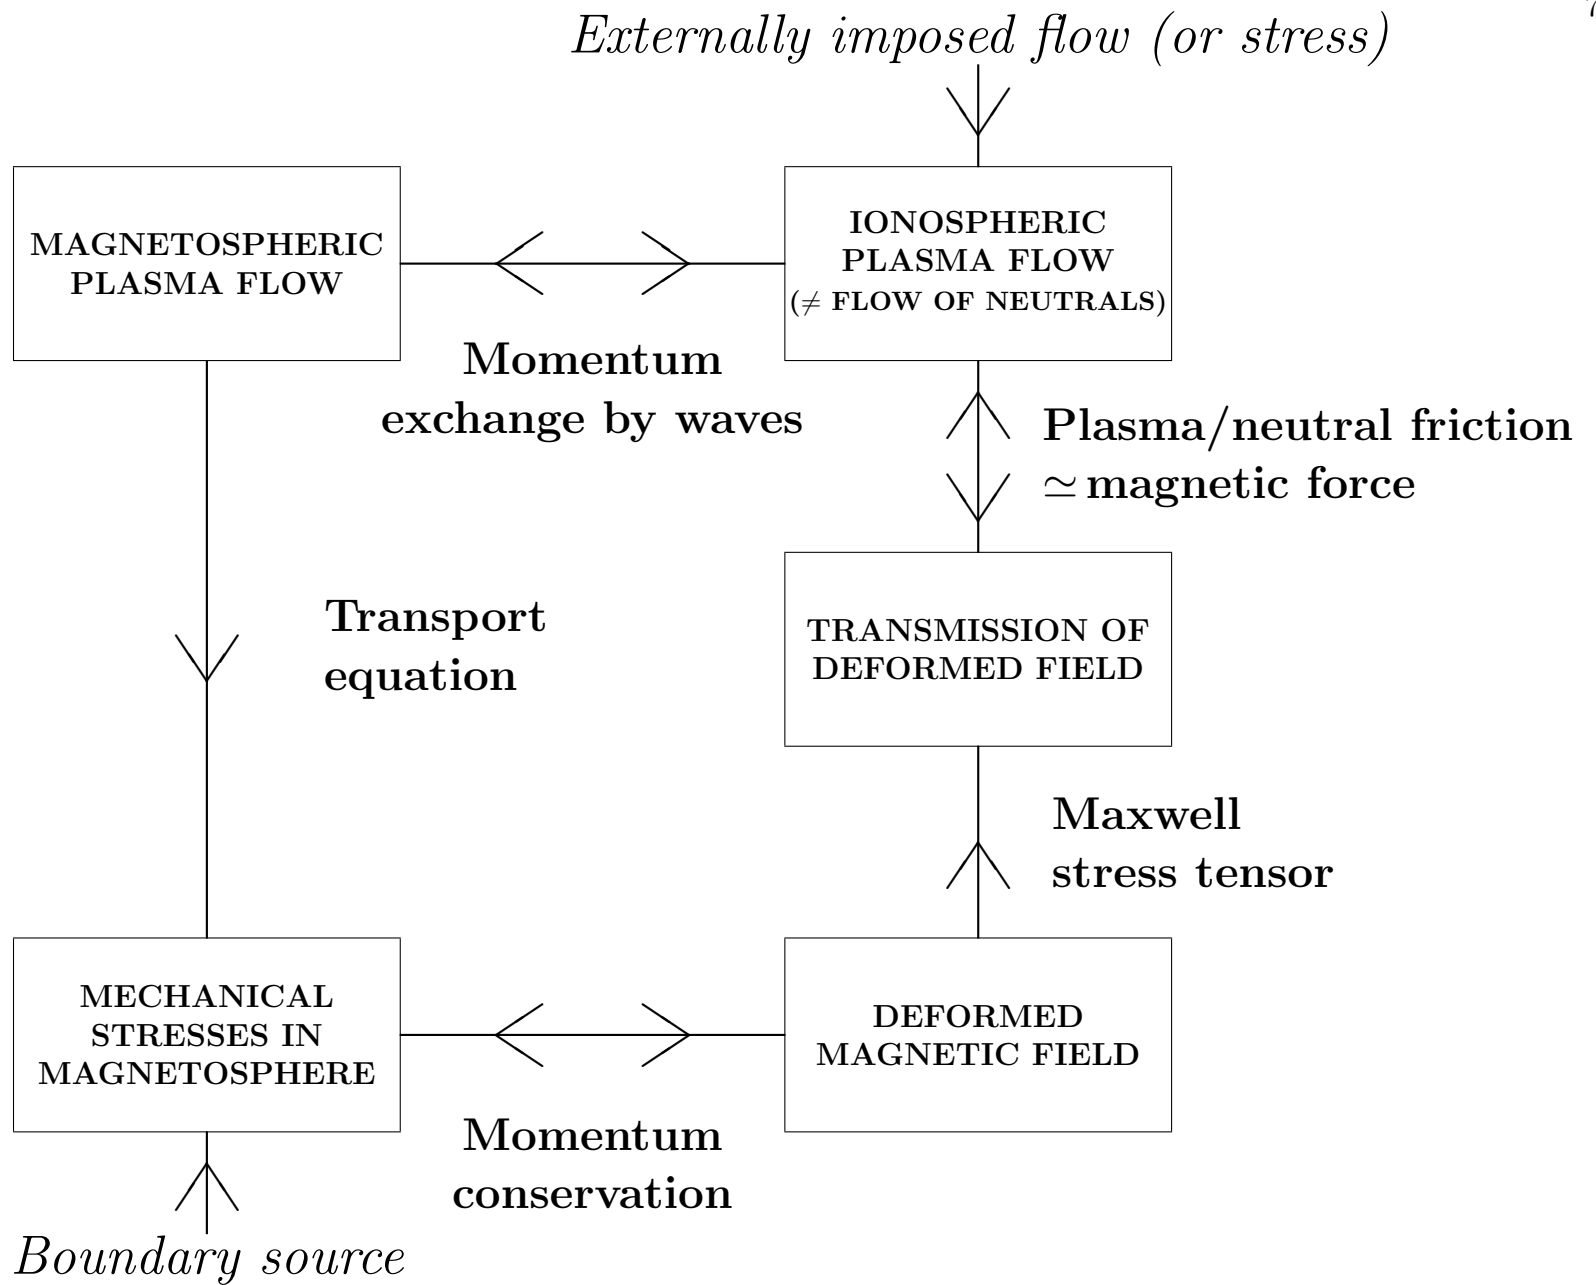 Externally imposed flow (or stress)
MAGNETOSPHERIC
PLASMA FLOW
IONOSPHERIC
PLASMA FLOW
(≠ FLOW OF NEUTRALS)
Momentum
exchange by waves
Plasma/neutral friction
≃ magnetic force
Transport
equation
TRANSMISSION OF
DEFORMED FIELD
Maxwell
stress tensor
MECHANICAL
STRESSES IN
MAGNETOSPHERE
DEFORMED
MAGNETIC FIELD
Momentum
conservation
Boundary source